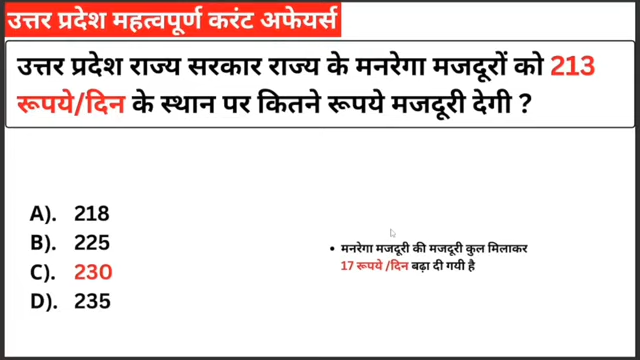 उत्तर प्रदेश महत्वपूर्ण करंट अफेयर्स
उत्तर प्रदेश राज्य सरकार राज्य के मनरेगा मजदूरों को 213
रूपये/दिन के स्थान पर कितने रूपये मजदूरी देगी ?
A). 218
B). 225
C). 230
D). 235
• मनरेगा मजदूरी की मजदूरी कुल मिलाकर
17 रूपये /दिन बढ़ा दी गयी है